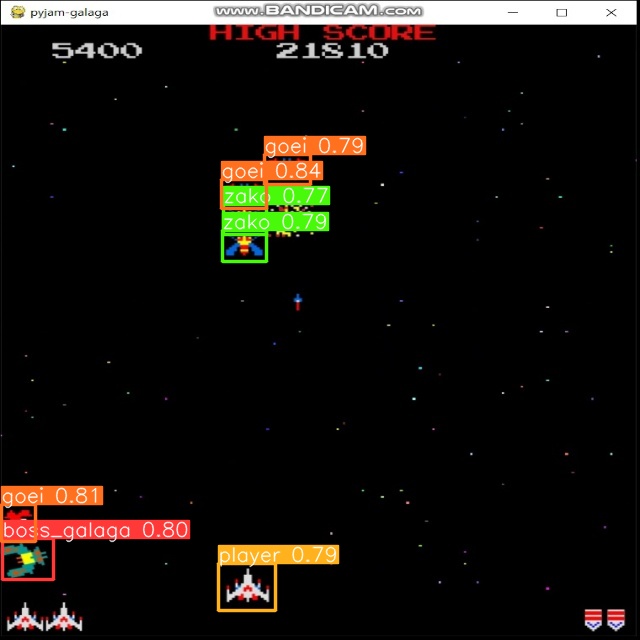 pyjam-galaga
www.BANDICAM.com
HIGH SCORE
5400 21810
goei 0.79
goei 0.84
zako 0.77
zako 0.79
goei 0.81
boss_galaga 0.80
player 0.79